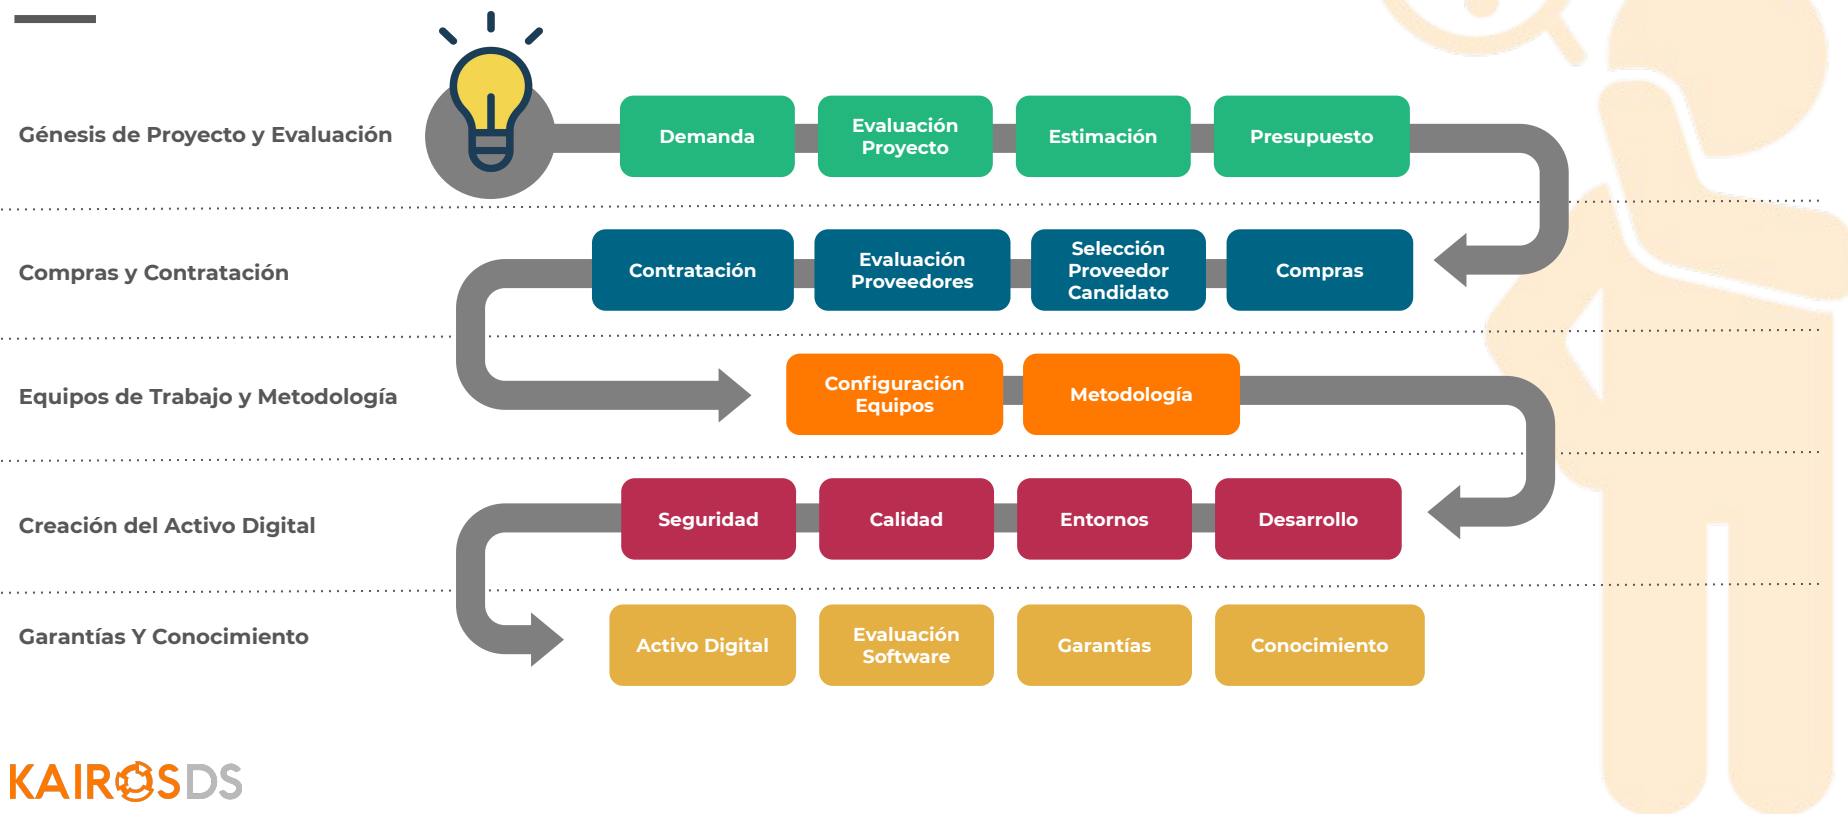 Génesis de Proyecto y Evaluación
Demanda
Evaluación
Proyecto
Estimación
Presupuesto
Compras y Contratación
Contratación
Evaluación
Proveedores
Selección
Proveedor
Candidato
Compras
Equipos de Trabajo y Metodología
Configuración
Equipos
Metodología
Creación del Activo Digital
Seguridad
Calidad
Entornos
Desarrollo
Garantías Y Conocimiento
Activo Digital
Evaluación
Software
Garantías
Conocimiento
KAIROSDS